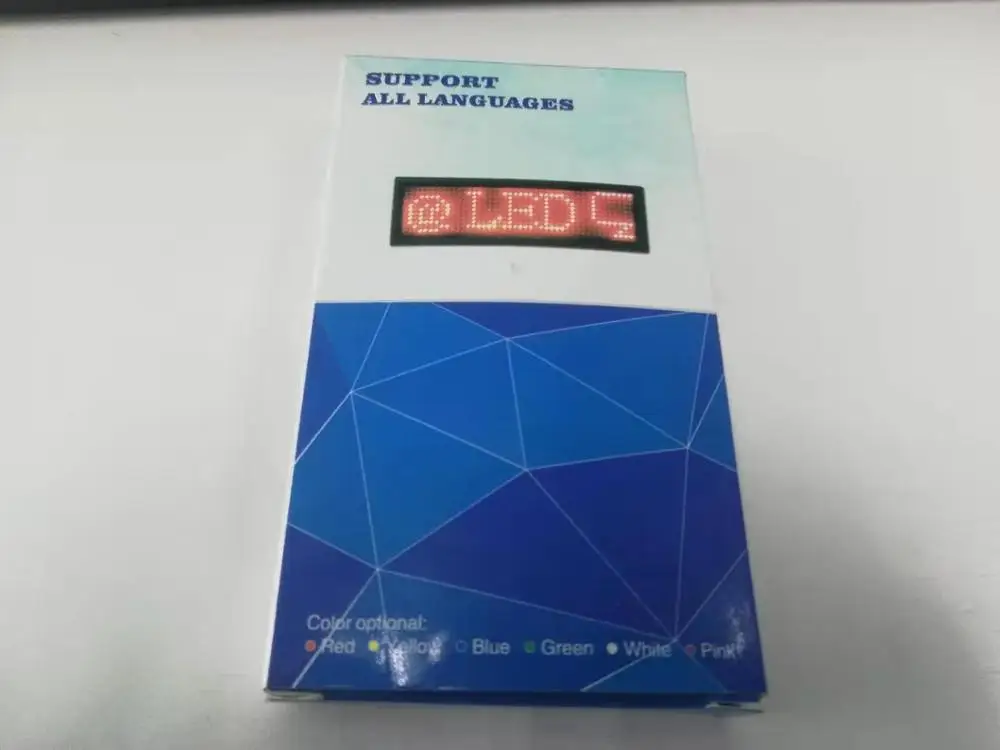 SUPPORT
ALL LANGUAGES
@LED
Color optional:
Red Yellow Blue Green White Pink